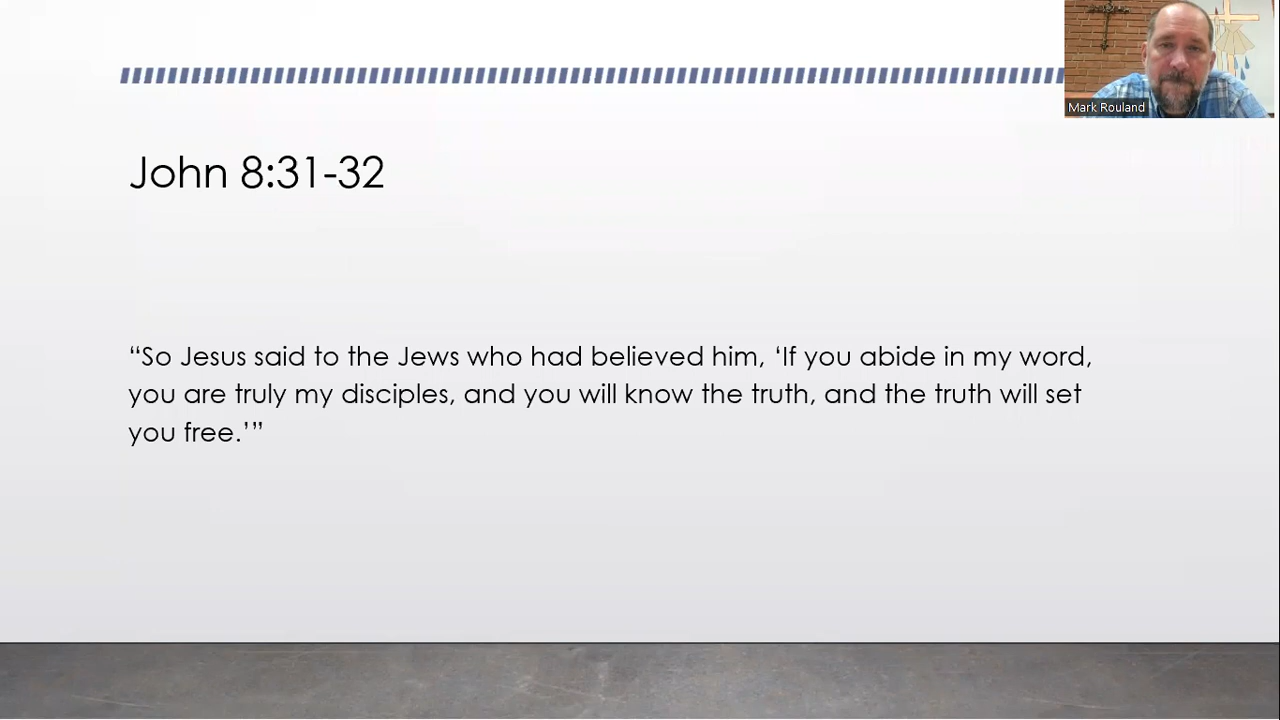 Mark Rouland
John 8:31-32
“So Jesus said to the Jews who had believed him, ‘If you abide in my word,
you are truly my disciples, and you will know the truth, and the truth will set
you free.’”